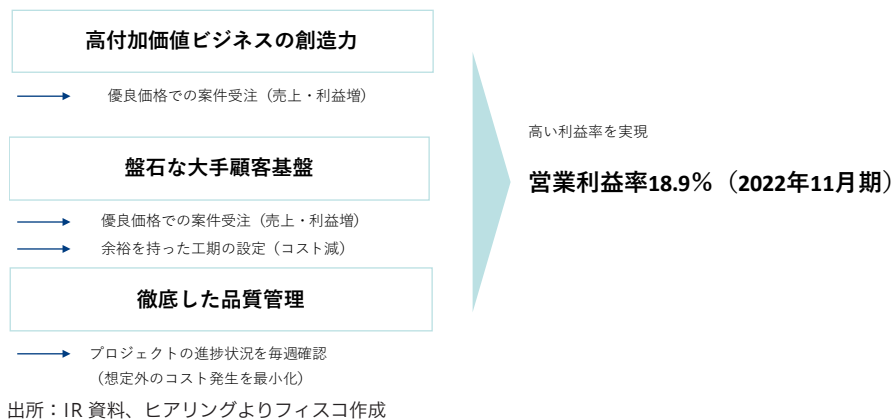 高付加価値ビジネスの創造力
優良価格での案件受注（売上・利益増）
盤石な大手顧客基盤
優良価格での案件受注（売上・利益増）
余裕を持った工期の設定（コスト減）
徹底した品質管理
プロジェクトの進捗状況を毎週確認
（想定外のコスト発生を最小化）
高い利益率を実現
営業利益率18.9%（2022年11月期）
出所：IR 資料、ヒアリングよりフィスコ作成